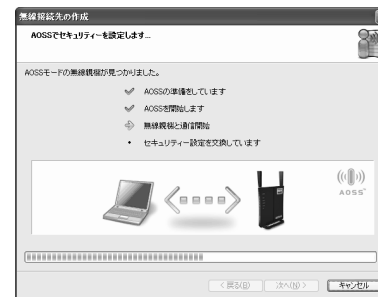 無線接続先の作成
AOSSでセキュリティーを設定します...
AOSSモードの無線親機が見つかりました。
AOSSの準備をしています
AOSSを開始します
無線親機と通信開始
セキュリティー設定を交換しています
AOSS
< 戻る(B) 次へ(N) > キャンセル